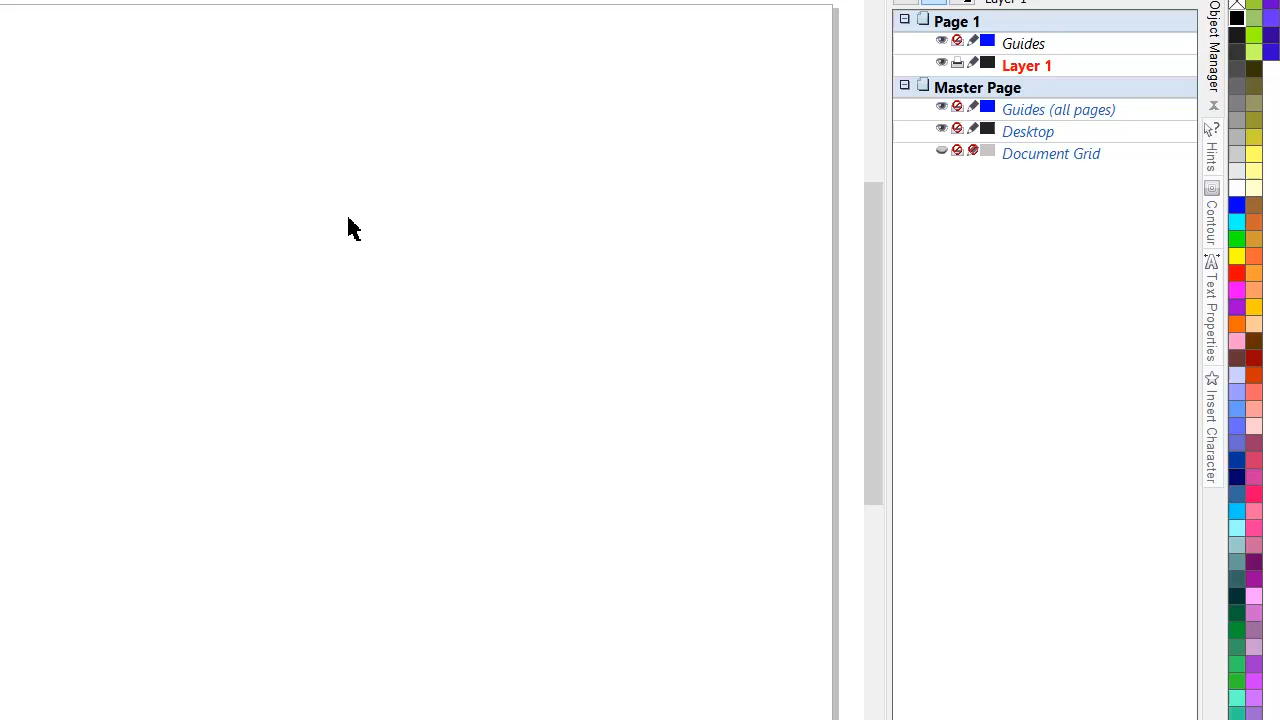 Layer 1
Page 1
Guides
Layer 1
Master Page
Guides (all pages)
Desktop
Document Grid
Object Manager
Hints
Contour
Text Properties
Insert Character